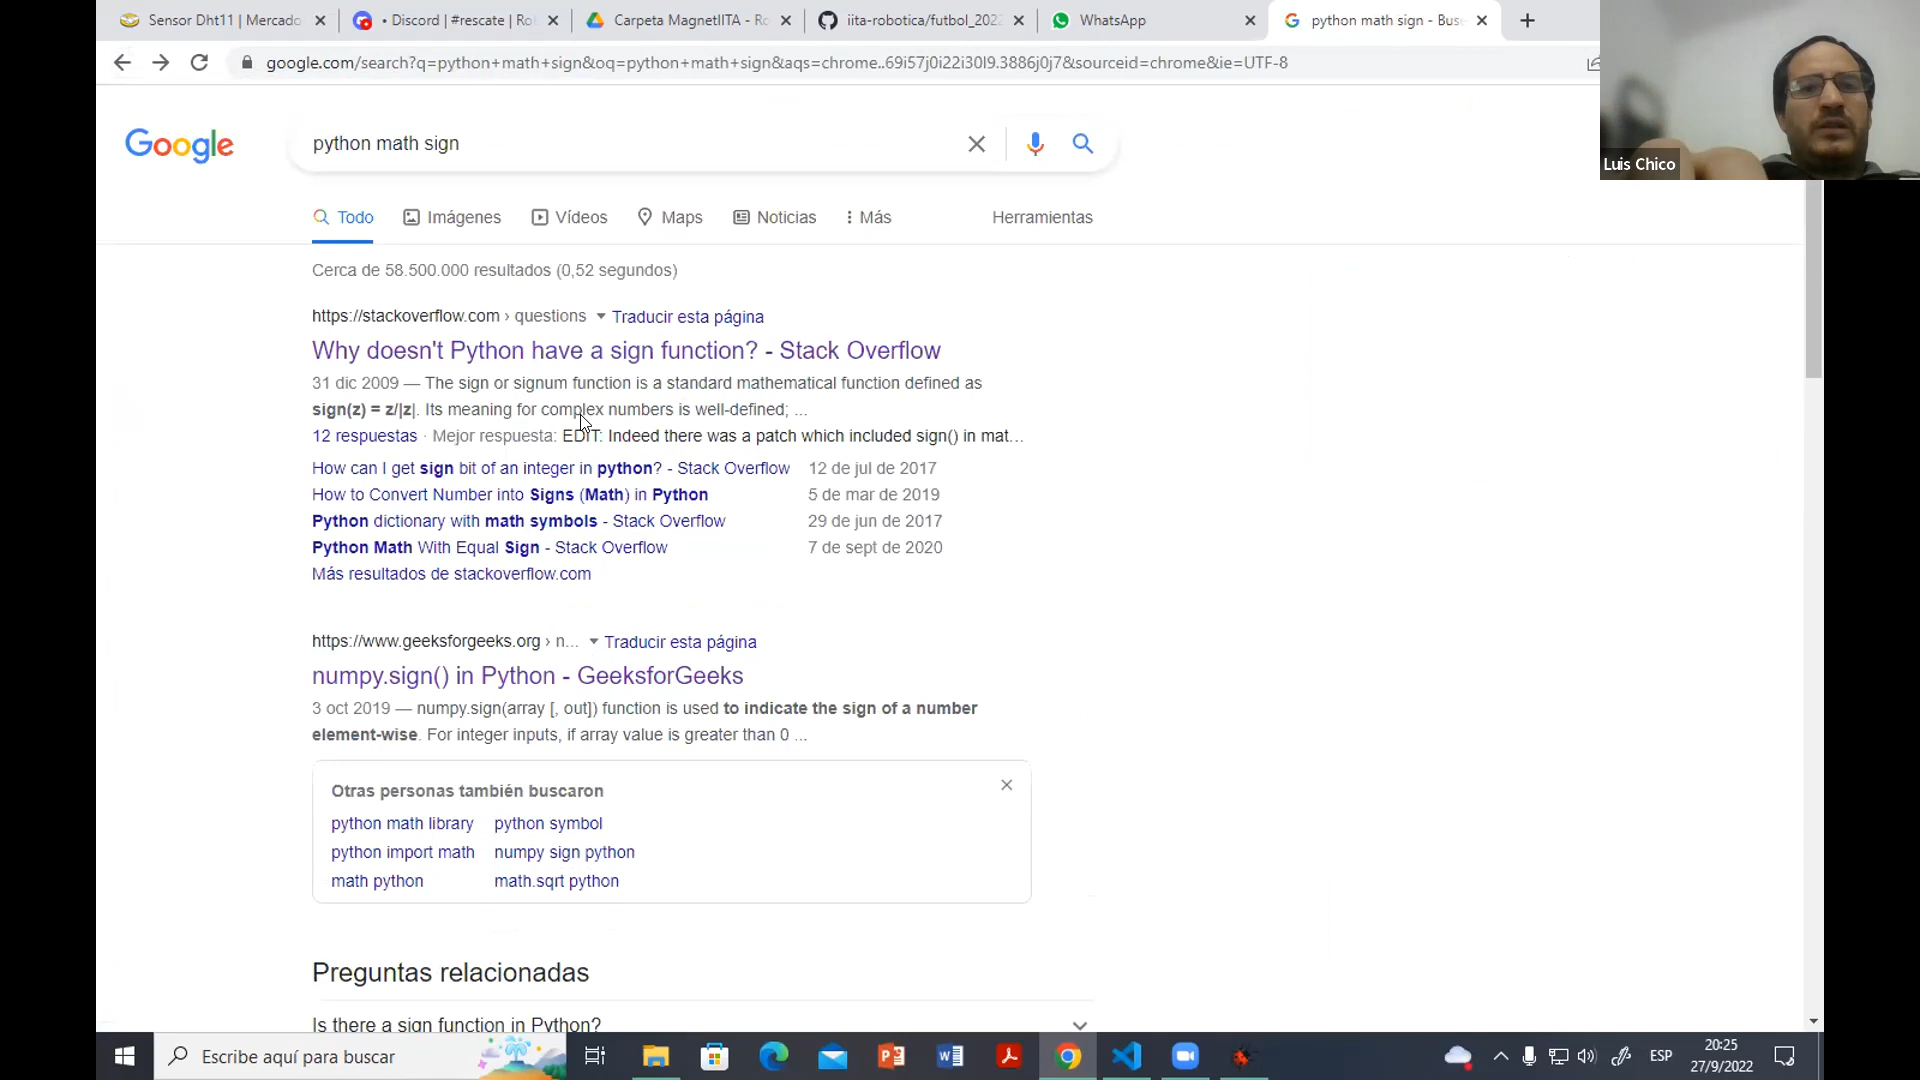 Sensor Dht11 | Mercado
• Discord | #rescate | Ro
Carpeta MagnetIITA - Ro
iita-robotica/futbol_2022
WhatsApp
python math sign - Bus
google.com/search?q=python+math+sign&oq=python+math+sign&aqs=chrome..69i57j0i22i30l9.3886j0j7&sourceid=chrome&ie=UTF-8
Luis Chico
Google
python math sign
Todo
Imágenes
Vídeos
Maps
Noticias
Más
Herramientas
Cerca de 58.500.000 resultados (0,52 segundos)
https://stackoverflow.com › questions
Traducir esta página
Why doesn't Python have a sign function? - Stack Overflow
31 dic 2009 — The sign or signum function is a standard mathematical function defined as
sign(z) = z/|z|. Its meaning for complex numbers is well-defined; ...
12 respuestas · Mejor respuesta: EDIT: Indeed there was a patch which included sign() in mat...
How can I get sign bit of an integer in python? - Stack Overflow 12 de jul de 2017
How to Convert Number into Signs (Math) in Python 5 de mar de 2019
Python dictionary with math symbols - Stack Overflow 29 de jun de 2017
Python Math With Equal Sign - Stack Overflow 7 de sept de 2020
Más resultados de stackoverflow.com
https://www.geeksforgeeks.org › n...
Traducir esta página
numpy.sign() in Python - GeeksforGeeks
3 oct 2019 — numpy.sign(array [, out]) function is used to indicate the sign of a number
element-wise. For integer inputs, if array value is greater than 0 ...
Otras personas también buscaron
python math library
python symbol
python import math
numpy sign python
math python
math.sqrt python
Preguntas relacionadas
Is there a sign function in Python?
Escribe aquí para buscar
ESP
20:25
27/9/2022